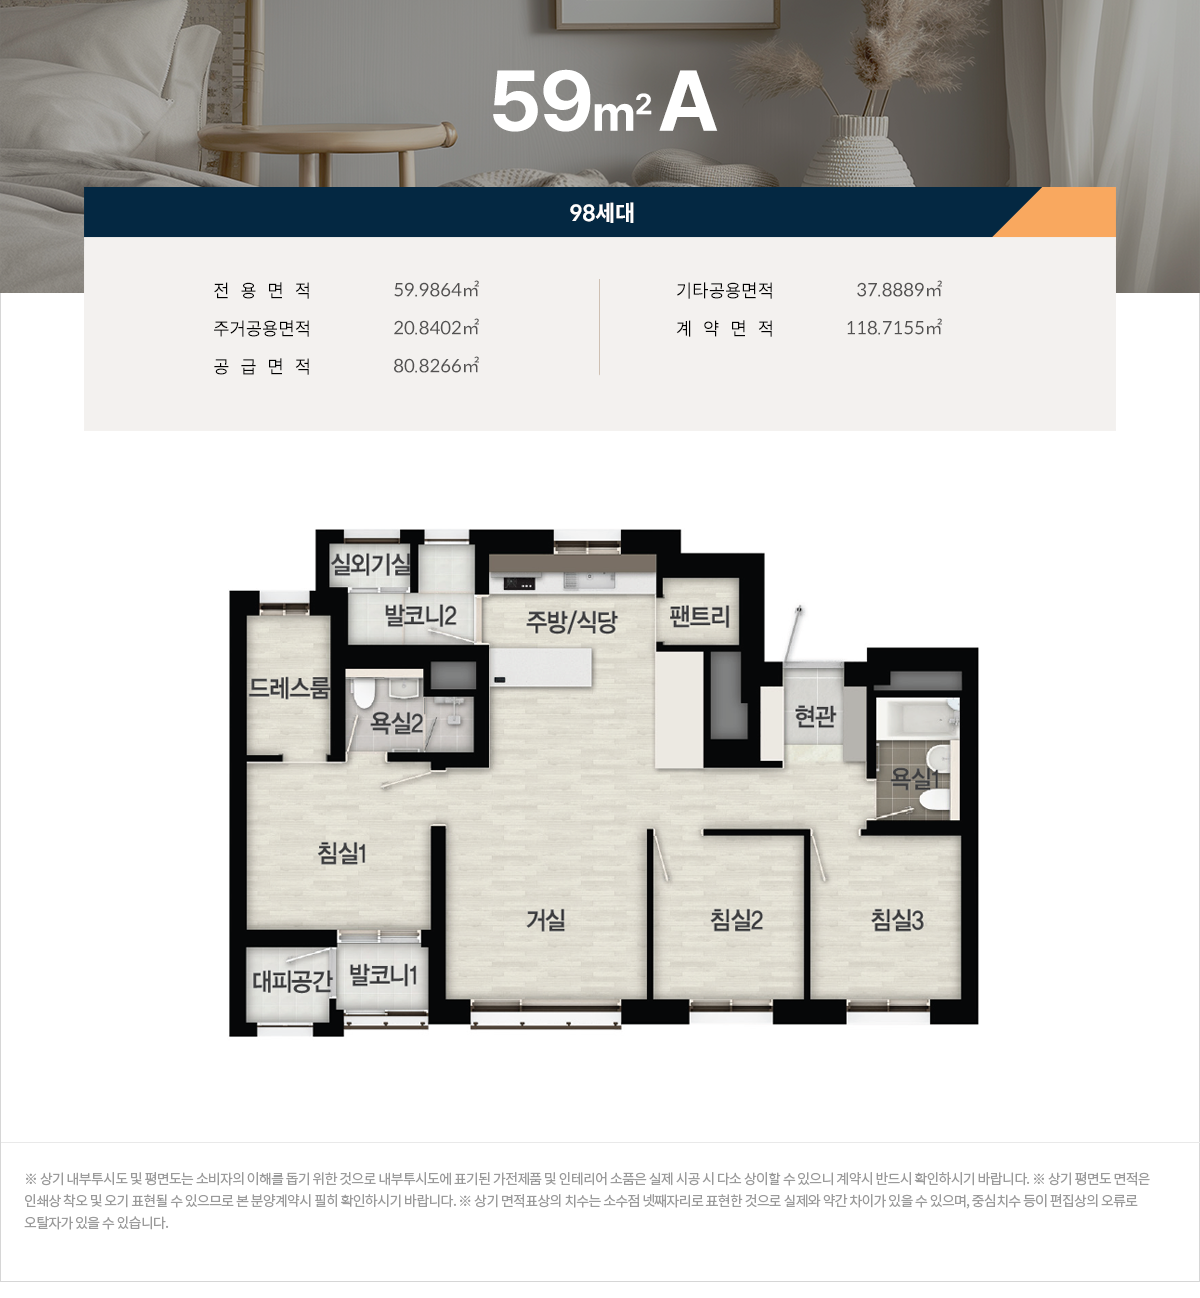 59m² A
98세대
전 용 면 적 59.9864㎡
주거공용면적 20.8402㎡
공 급 면 적 80.8266㎡
기타공용면적 37.8889㎡
계 약 면 적 118.7155㎡
실외기실
발코니2
주방/식당
팬트리
드레스룸
욕실2
현관
욕실1
침실1
거실
침실2
침실3
대피공간
발코니1
※ 상기 내부투시도 및 평면도는 소비자의 이해를 돕기 위한 것으로 내부투시도에 표기된 가전제품 및 인테리어 소품은 실제 시공 시 다소 상이할 수 있으니 계약시 반드시 확인하시기 바랍니다. ※ 상기 평면도 면적은
인쇄상 착오 및 오기 표현될 수 있으므로 본 분양계약시 필히 확인하시기 바랍니다. ※ 상기 면적표상의 치수는 소수점 넷째자리로 표현한 것으로 실제와 약간 차이가 있을 수 있으며, 중심치수 등이 편집상의 오류로
오탈자가 있을 수 있습니다.